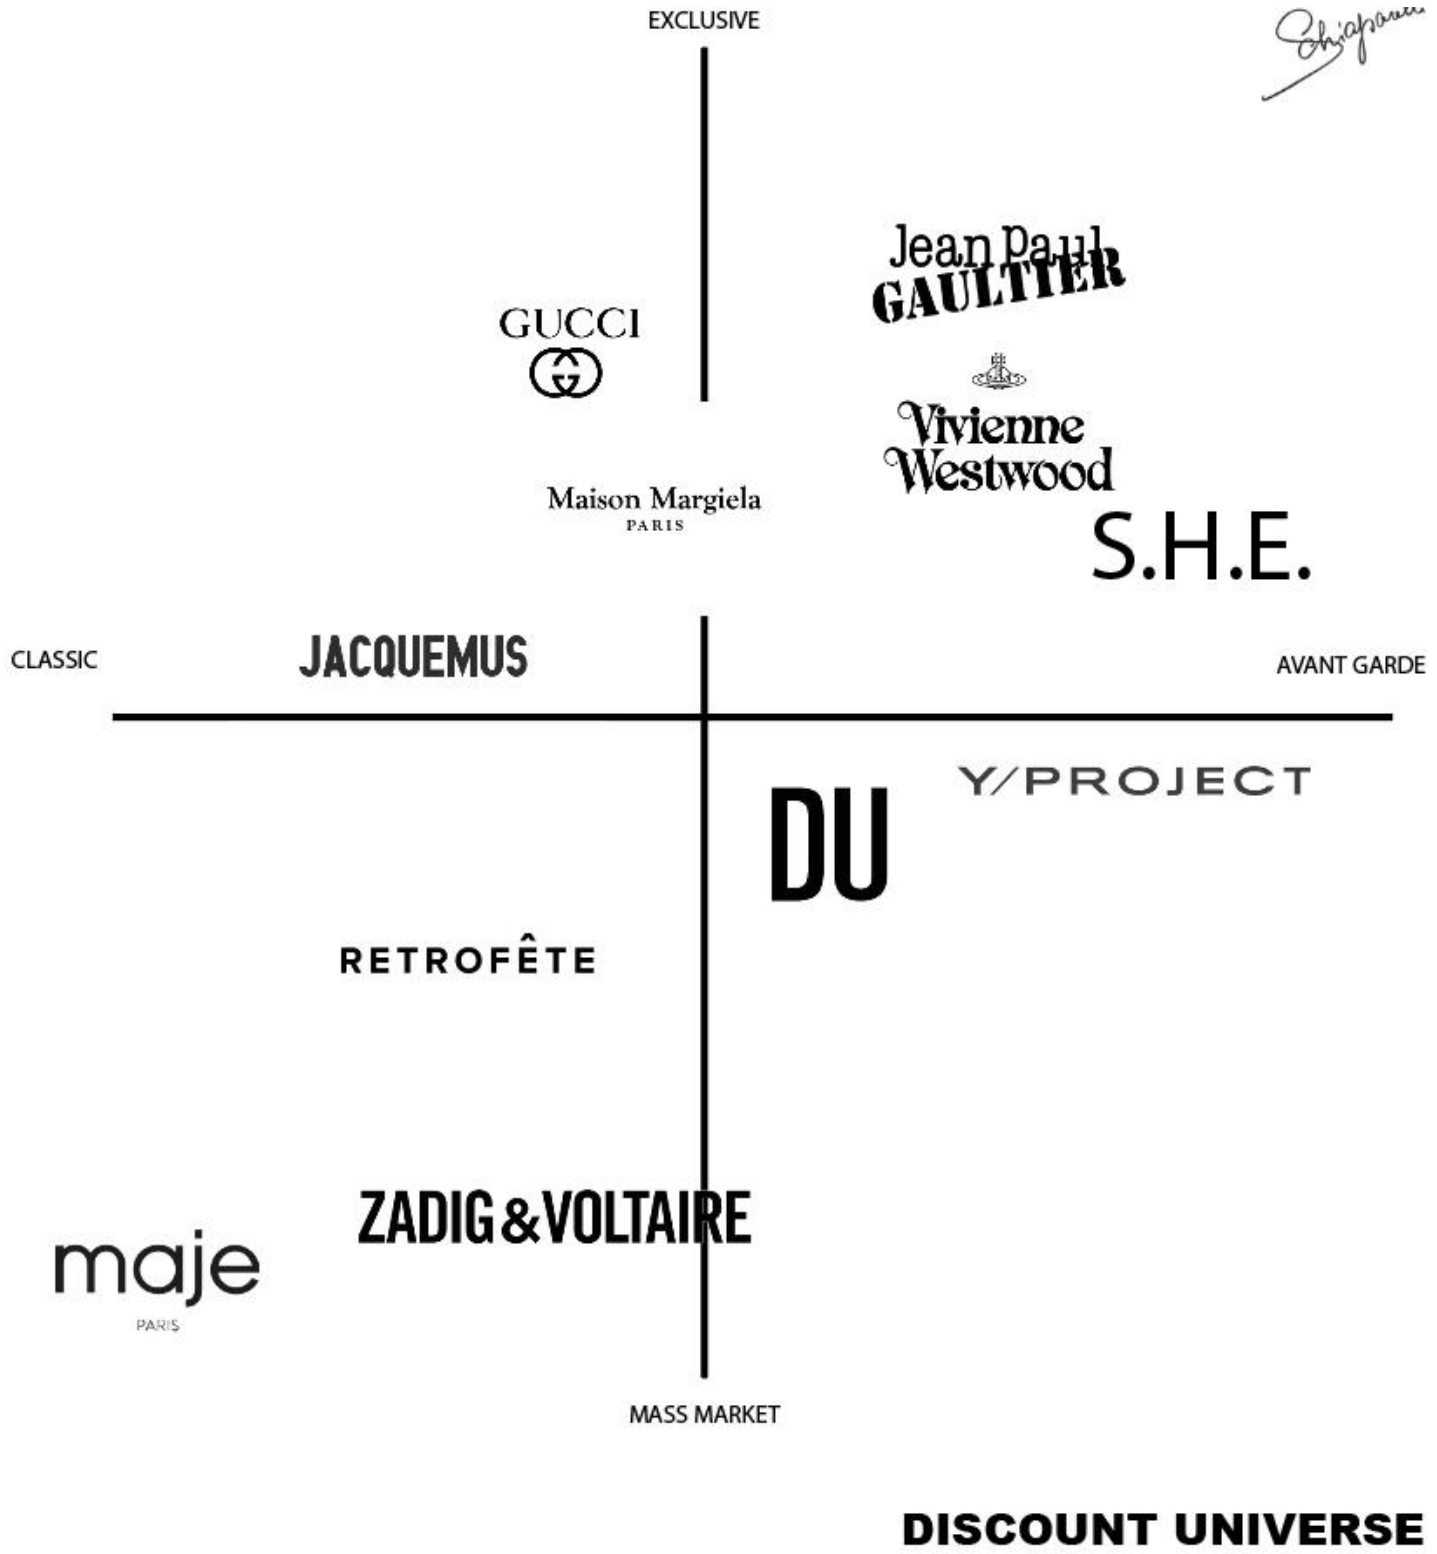 EXCLUSIVE
Schiaparelli
Jean Paul
GAULTIER
GUCCI
Vivienne
Westwood
Maison Margiela
PARIS
S.H.E.
CLASSIC
JACQUEMUS
AVANT GARDE
Y/PROJECT
DU
RETROFÊTE
ZADIG&VOLTAIRE
maje
PARIS
MASS MARKET
DISCOUNT UNIVERSE